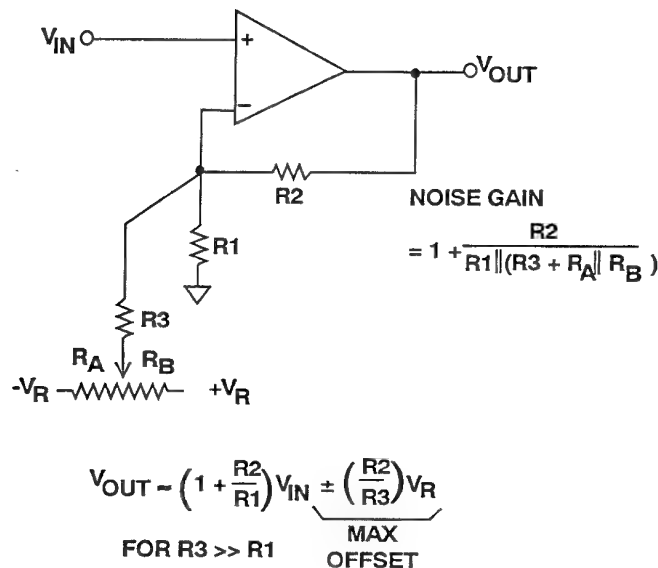 VIN
+
VOUT
−
R2
NOISE GAIN
= 1 + R2 / R1||(R3 + RA|| RB )
R1
R3
RA RB
-VR +VR
VOUT ~ (1 + R2/R1)VIN ± (R2/R3)VR
FOR R3 >> R1
MAX
OFFSET